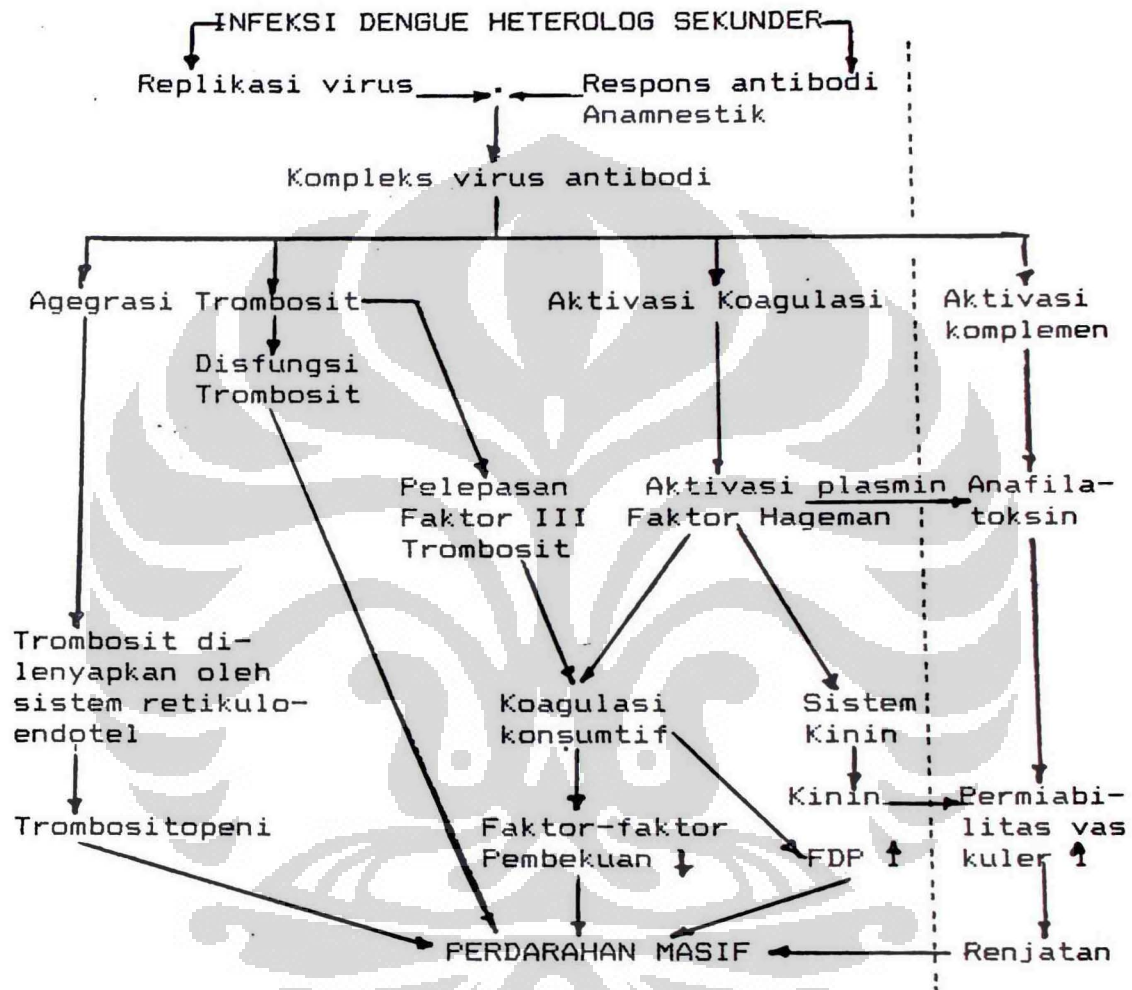 INFEKSI DENGUE HETEROLOG SEKUNDER
Replikasi virus
Respons antibodi
Anamnestik
Kompleks virus antibodi
Agegrasi Trombosit
Aktivasi Koagulasi
Aktivasi
komplemen
Disfungsi
Trombosit
Pelepasan
Faktor III
Trombosit
Aktivasi
Faktor Hageman
plasmin
Anafila-
toksin
Trombosit di-
lenyapkan oleh
sistem retikulo-
endotel
Koagulasi
konsumtif
Sistem
Kinin
Kinin
Permiabi-
litas vas
kuler ↑
Trombositopeni
Faktor-faktor
Pembekuan ↓
FDP ↑
PERDARAHAN MASIF
Renjatan